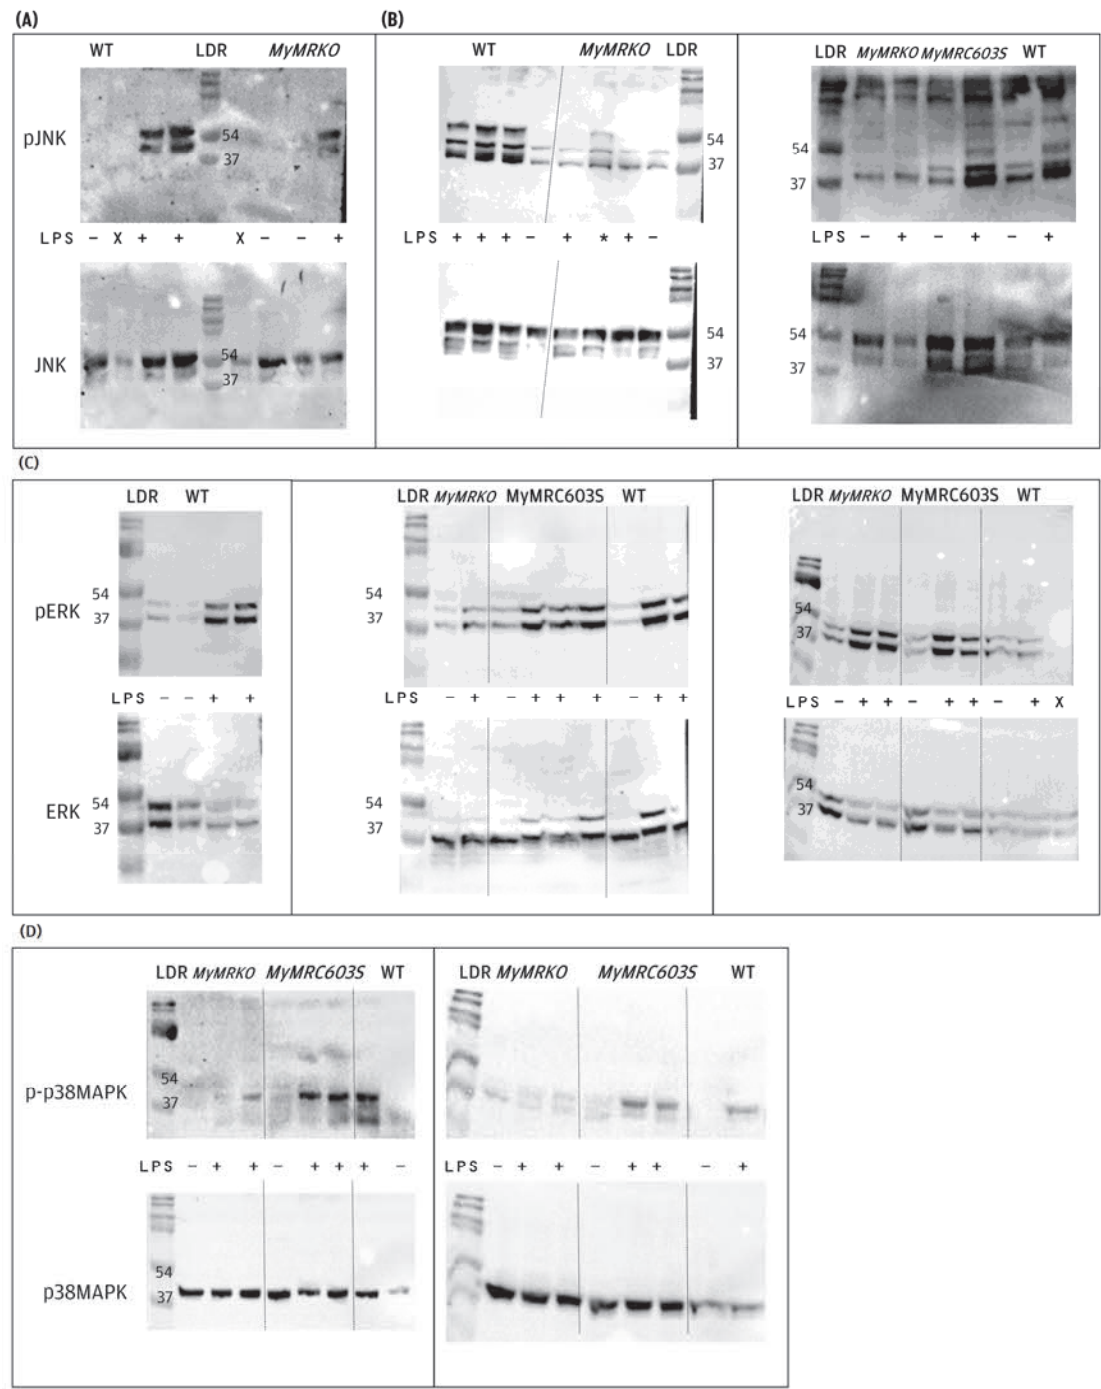 (A) (B)
WT LDR MyMRKO
WT MyMRKO LDR
LDR MyMRKO MyMRC603S WT
pJNK
54
37
54
37
54
37
LPS − X + + X − − +
LPS + + + − + * + −
LPS − + − + − +
JNK
54
37
54
37
54
37
(C)
LDR WT
LDR MyMRKO MyMRC603S WT
LDR MyMRKO MyMRC603S WT
pERK
54
37
54
37
54
37
LPS − − + +
LPS − + − + + + − + +
LPS − + + − + + − + X
ERK
54
37
54
37
54
37
(D)
LDR MyMRKO MyMRC603S WT
LDR MyMRKO MyMRC603S WT
p-p38MAPK
54
37
LPS − + + − + + + −
LPS − + + − + + − +
p38MAPK
54
37